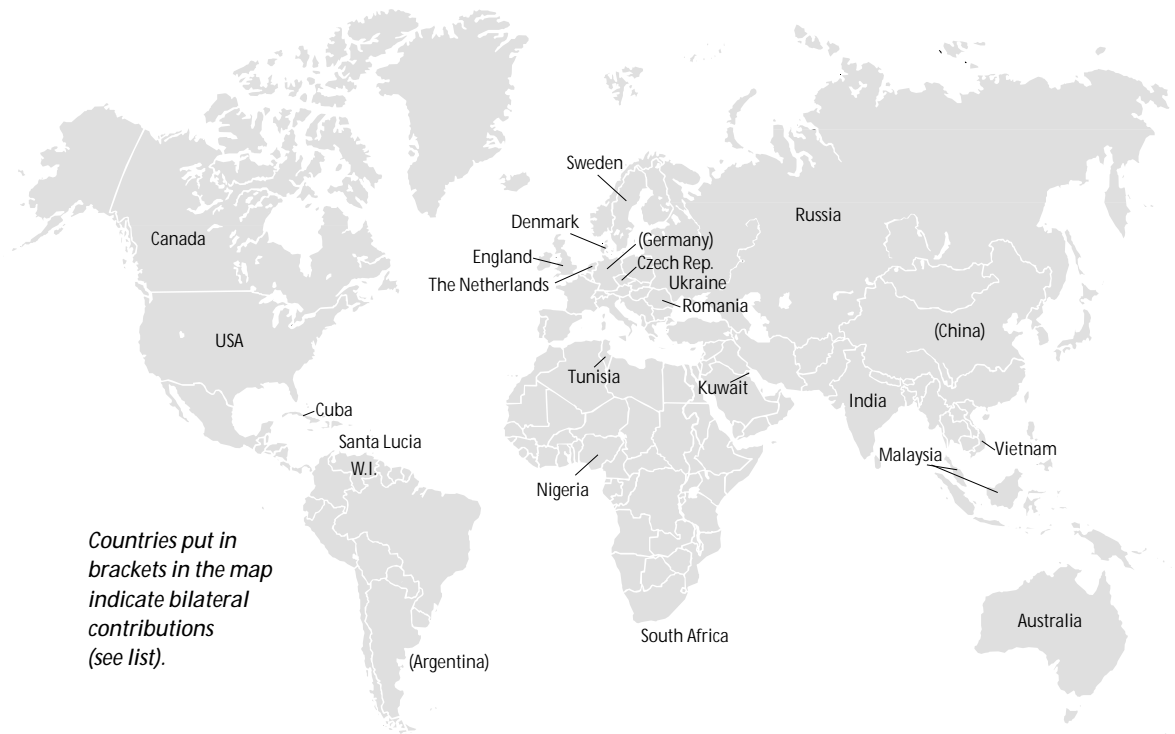 Sweden
Denmark
Russia
Canada
(Germany)
England
Czech Rep.
The Netherlands
Ukraine
Romania
USA
(China)
Tunisia
Kuwait
India
Cuba
Santa Lucia
W.I.
Malaysia
Vietnam
Nigeria
Countries put in
brackets in the map
indicate bilateral
contributions
(see list).
Australia
South Africa
(Argentina)